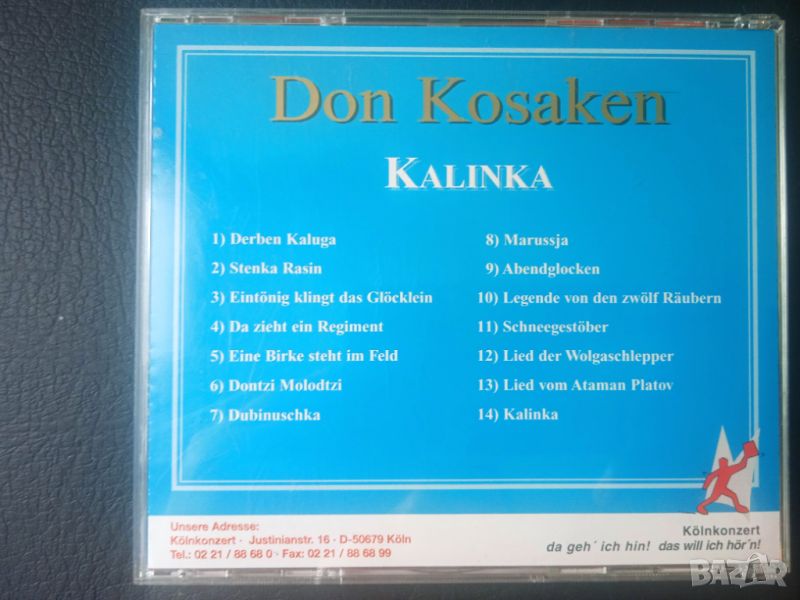 Don Kosaken
KALINKA
1) Derben Kaluga
2) Stenka Rasin
3) Eintönig klingt das Glöcklein
4) Da zieht ein Regiment
5) Eine Birke steht im Feld
6) Dontzi Molodtzi
7) Dubinuschka
8) Marussja
9) Abendglocken
10) Legende von den zwölf Räubern
11) Schneegestöber
12) Lied der Wolgaschlepper
13) Lied vom Ataman Platov
14) Kalinka
Unsere Adresse:
Kölnkonzert · Justinianstr. 16 · D-50679 Köln
Tel.: 02 21 / 88 68 0 · Fax: 02 21 / 88 68 99
Kölnkonzert
da geh´ ich hin! das will ich hör´n!
BAZAR